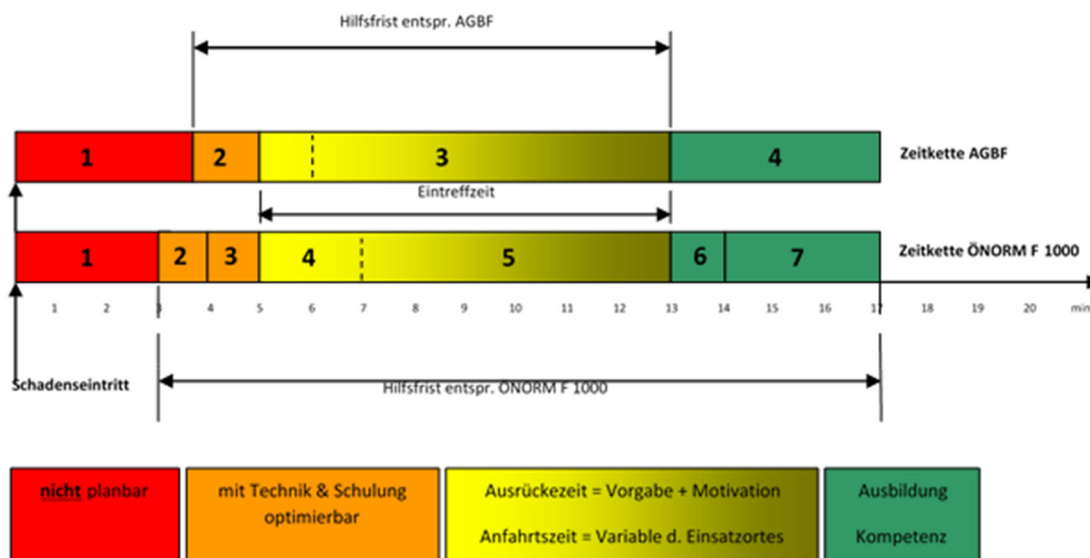 Hilfsfrist entspr. AGBF
1 2 3 4 Zeitkette AGBF
Eintreffzeit
1 2 3 4 5 6 7 Zeitkette ÖNORM F 1000
1 2 3 4 5 6 7 8 9 10 11 12 13 14 15 16 17 18 19 20 min
Schadenseintritt
Hilfsfrist entspr. ÖNORM F 1000
nicht planbar
mit Technik & Schulung
optimierbar
Ausrückezeit = Vorgabe + Motivation
Anfahrtszeit = Variable d. Einsatzortes
Ausbildung
Kompetenz